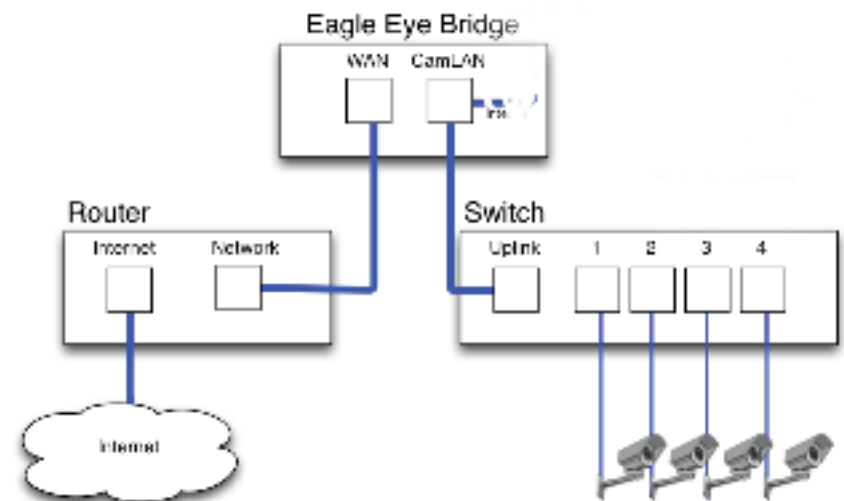 Eagle Eye Bridge
WAN CamLAN
Router
Internet Network
Switch
Uplink 1 2 3 4
Internet